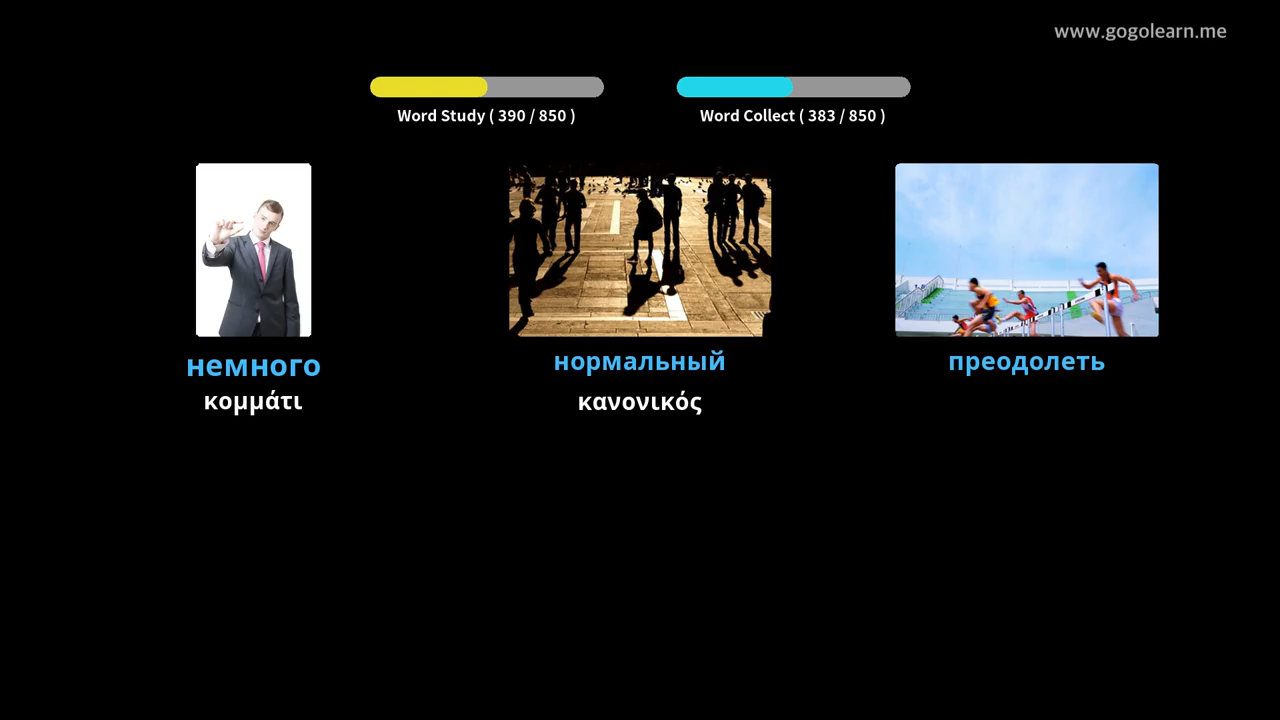 www.gogolearn.me
Word Study ( 390 / 850 )
Word Collect ( 383 / 850 )
немного
κομμάτι
нормальный
κανονικός
преодолеть